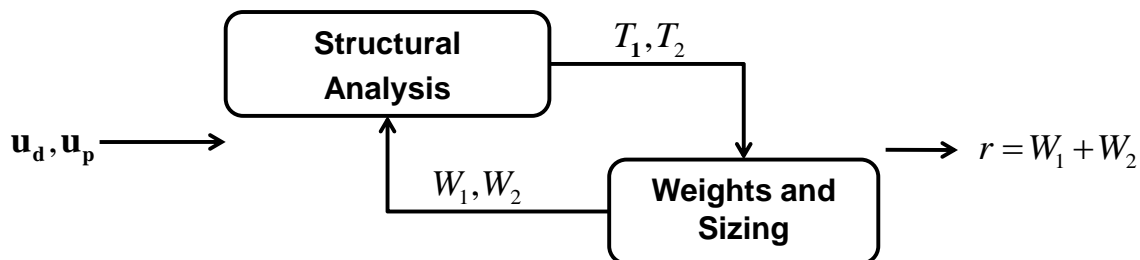 Structural
Analysis
T₁, T₂
u_d, u_p
W₁, W₂
Weights and
Sizing
r = W₁ + W₂